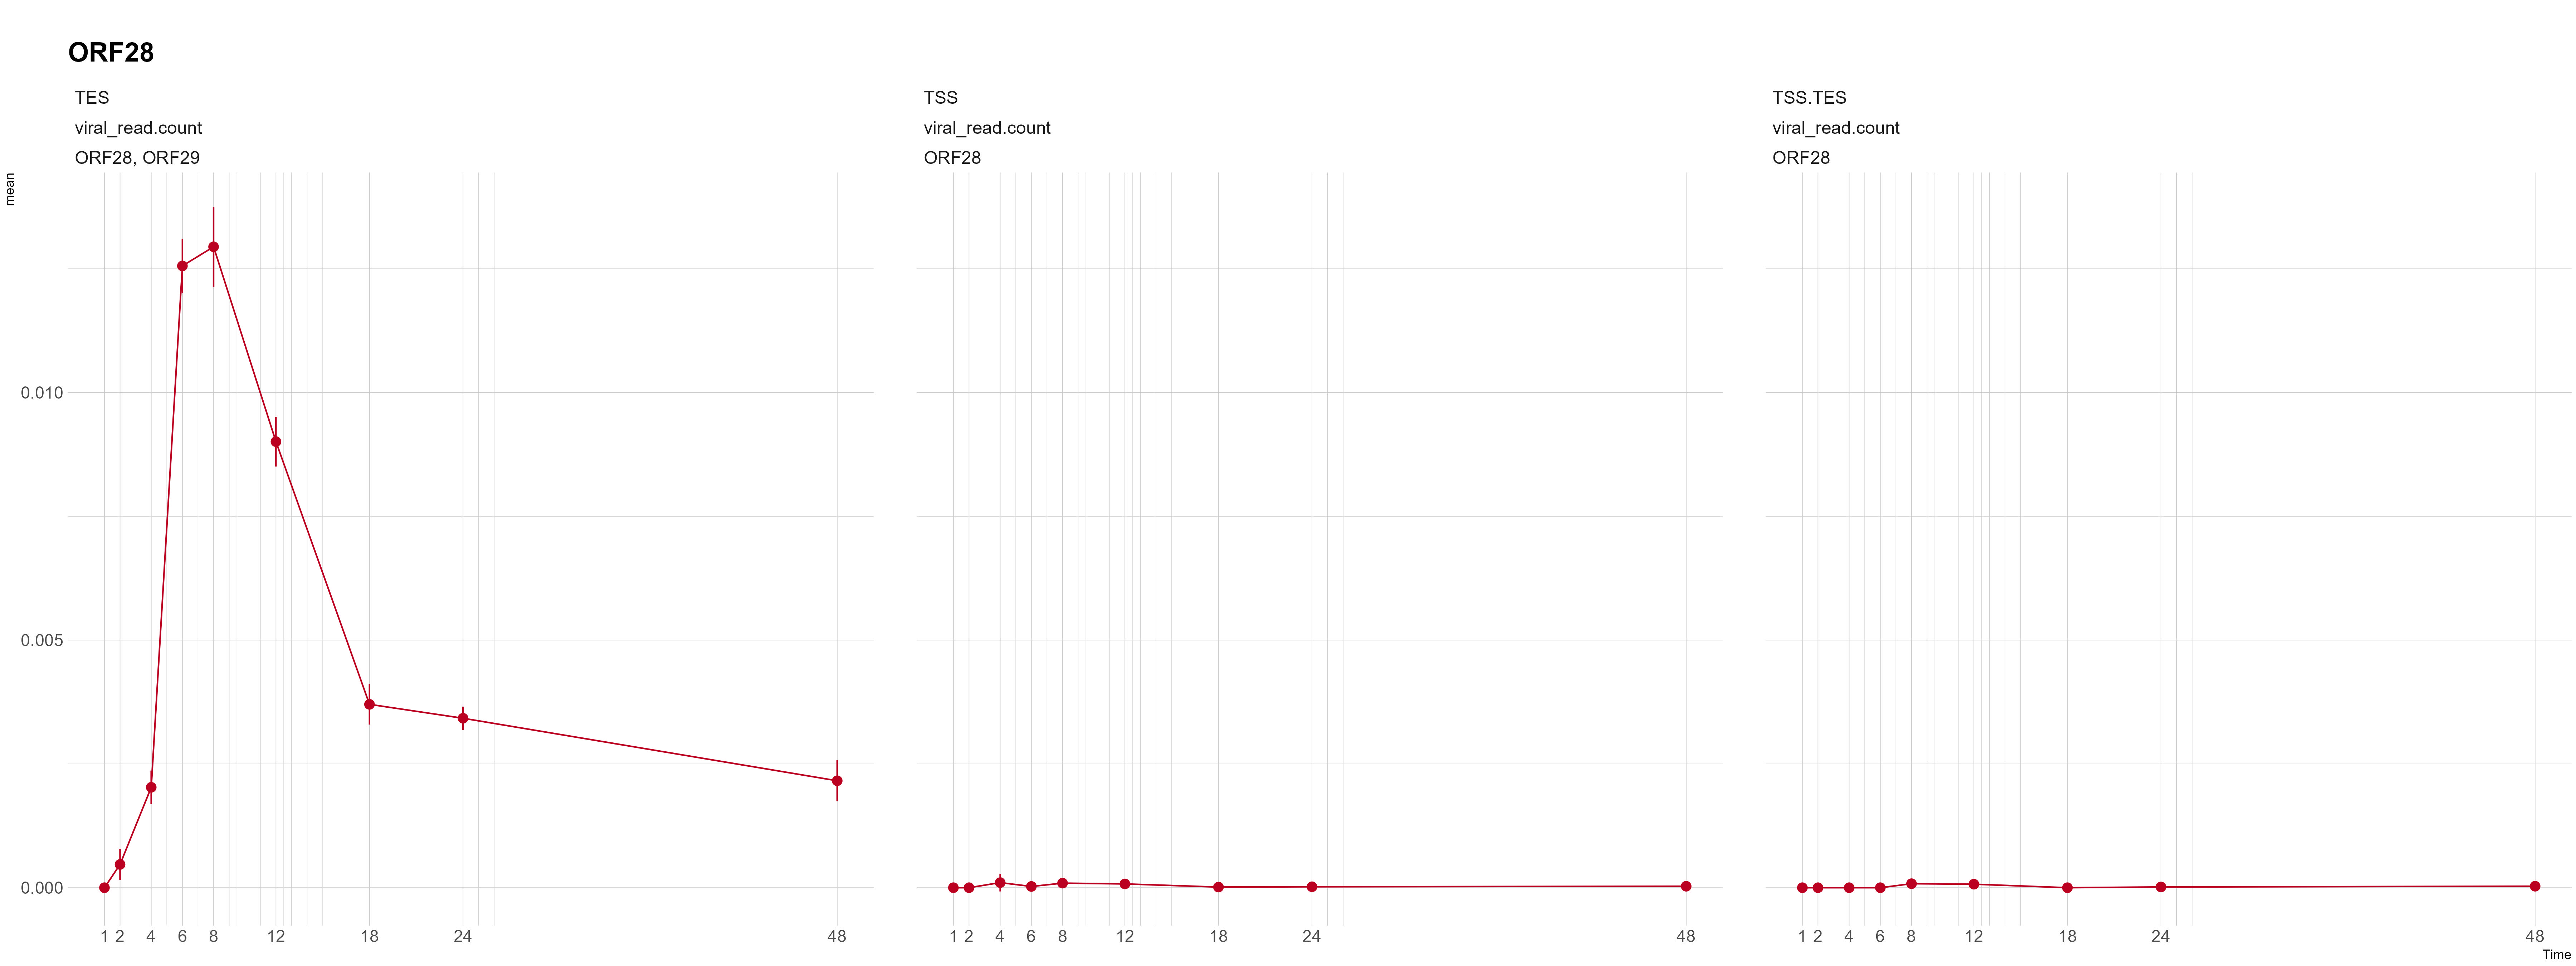 ORF28
TES
viral_read.count
ORF28, ORF29
TSS
viral_read.count
ORF28
TSS.TES
viral_read.count
ORF28
mean
0.010
0.005
0.000
1 2 4 6 8 12 18 24 48
1 2 4 6 8 12 18 24 48
1 2 4 6 8 12 18 24 48
Time